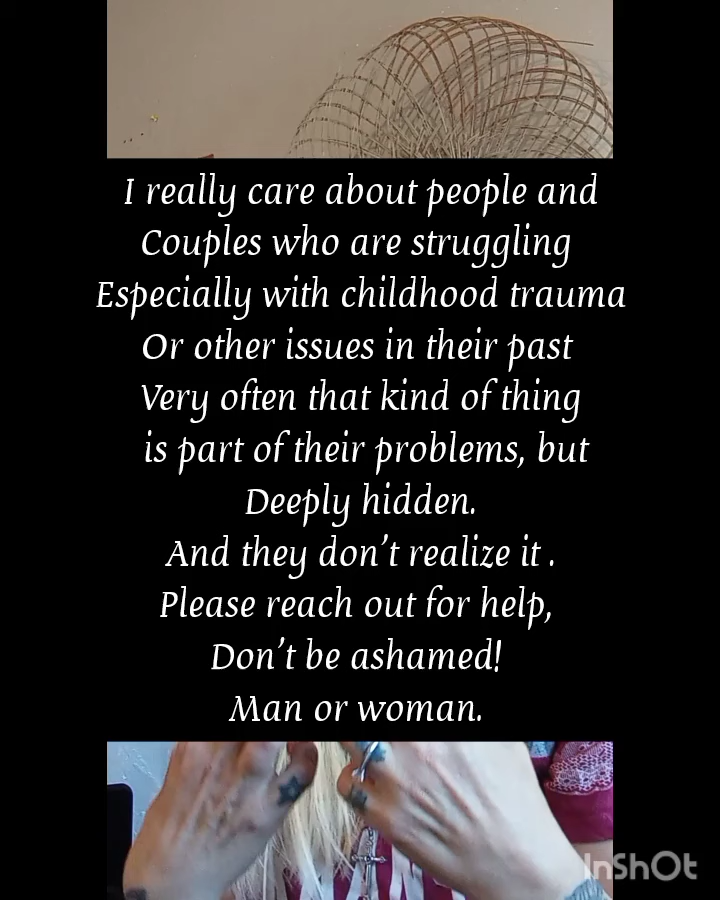 I really care about people and
Couples who are struggling
Especially with childhood trauma
Or other issues in their past
Very often that kind of thing
is part of their problems, but
Deeply hidden.
And they don't realize it .
Please reach out for help,
Don't be ashamed!
Man or woman.
InShOt